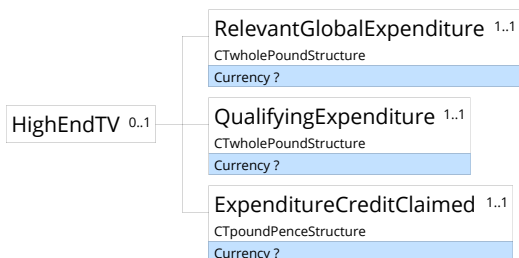 RelevantGlobalExpenditure 1..1
CTwholePoundStructure
Currency ?
HighEndTV 0..1
QualifyingExpenditure 1..1
CTwholePoundStructure
Currency ?
ExpenditureCreditClaimed 1..1
CTpoundPenceStructure
Currency ?